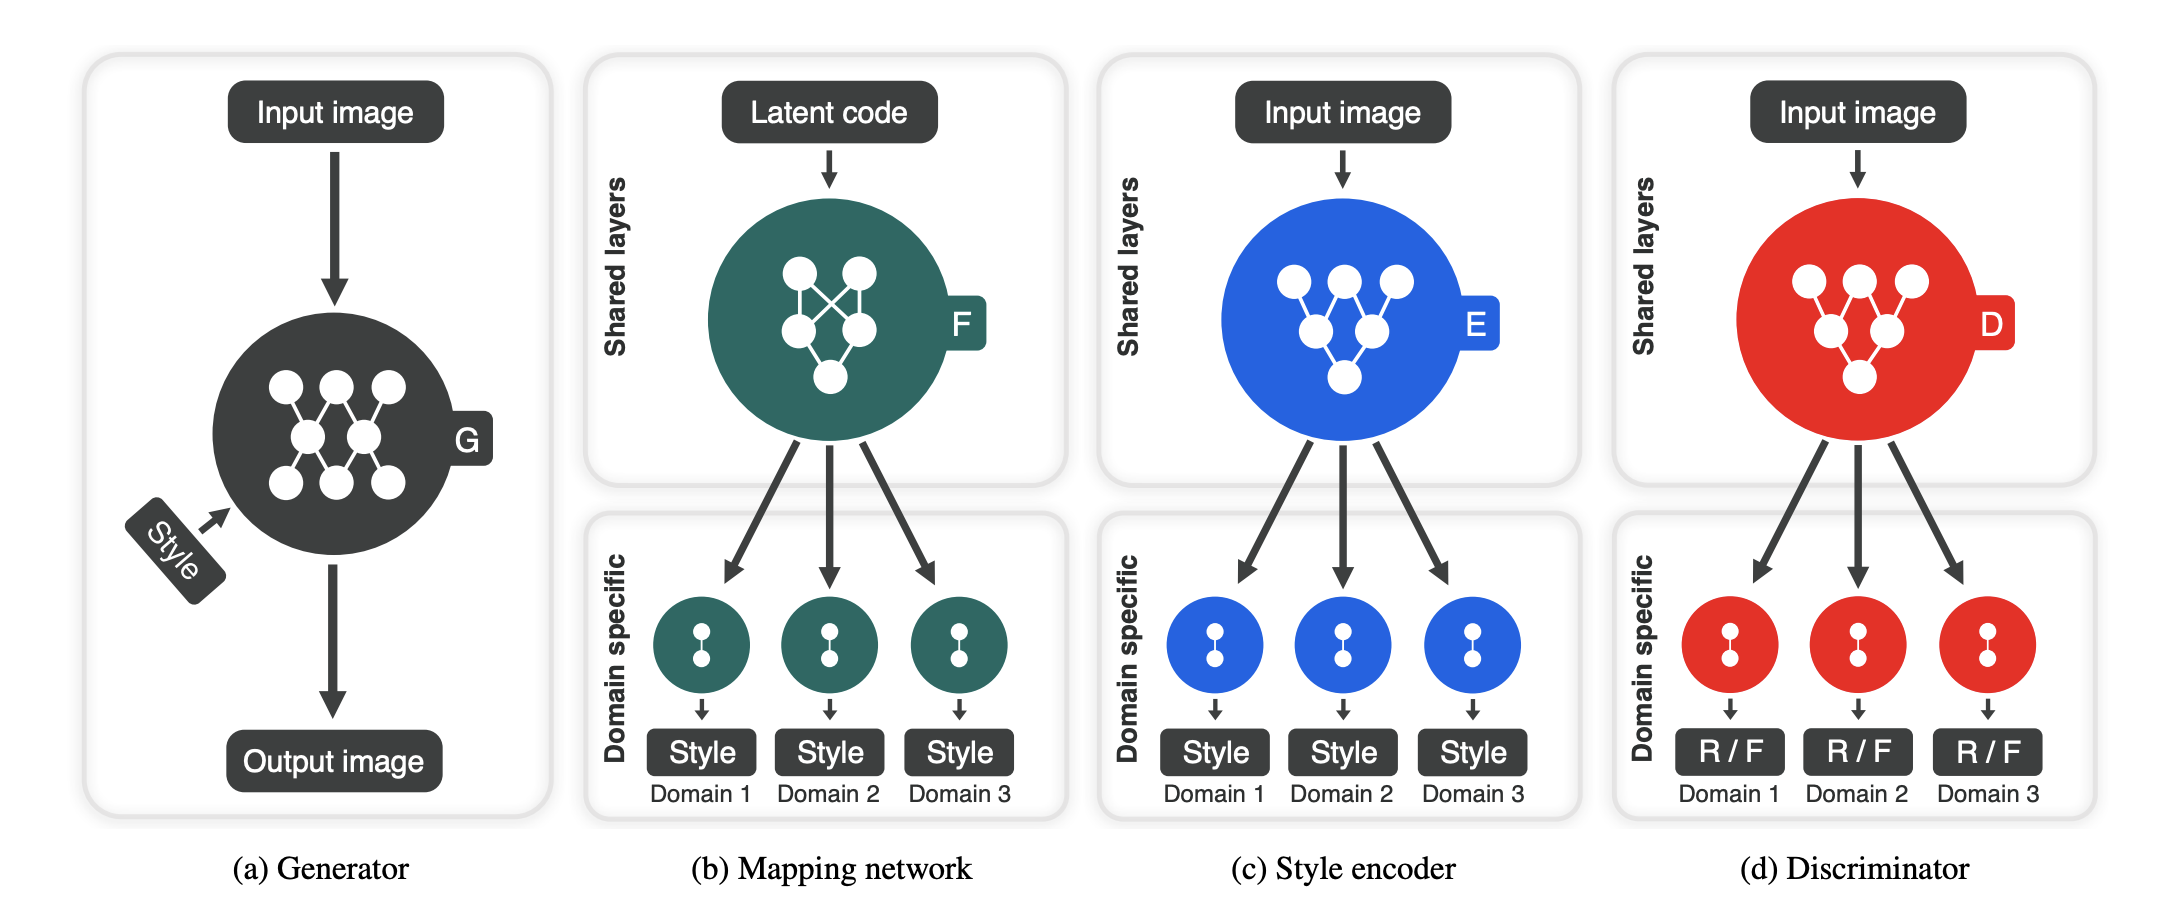 Input image
G
Style
Output image
(a) Generator
Latent code
Shared layers
F
Domain specific
Style Style Style
Domain 1 Domain 2 Domain 3
(b) Mapping network
Input image
Shared layers
E
Domain specific
Style Style Style
Domain 1 Domain 2 Domain 3
(c) Style encoder
Input image
Shared layers
D
Domain specific
R / F R / F R / F
Domain 1 Domain 2 Domain 3
(d) Discriminator